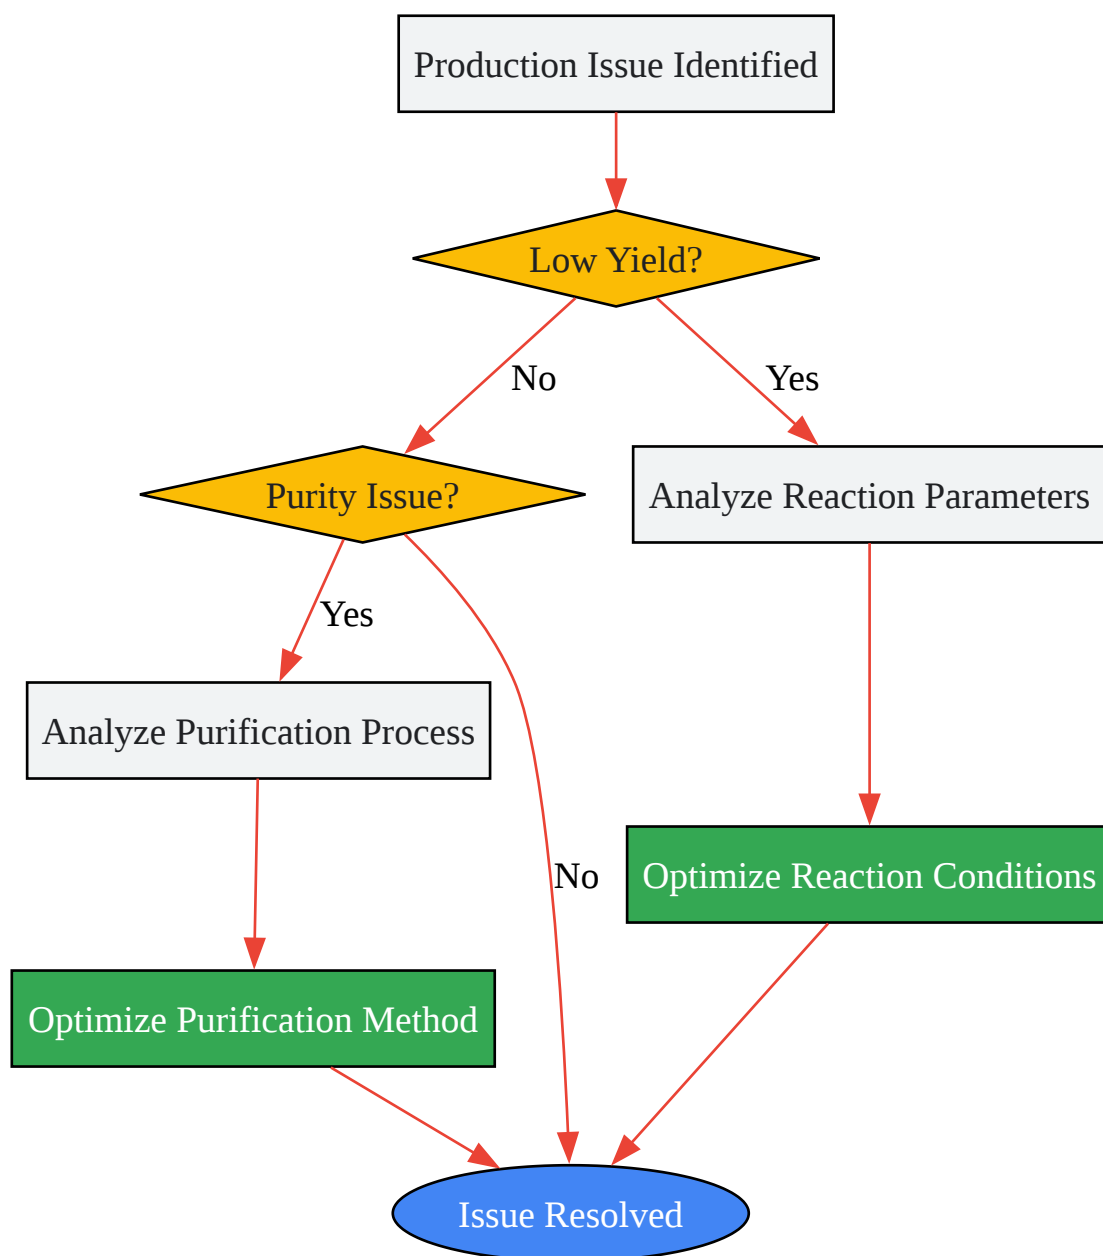 Production Issue Identified
Low Yield?
No
Yes
Purity Issue?
Analyze Reaction Parameters
Yes
Analyze Purification Process
No
Optimize Reaction Conditions
Optimize Purification Method
Issue Resolved